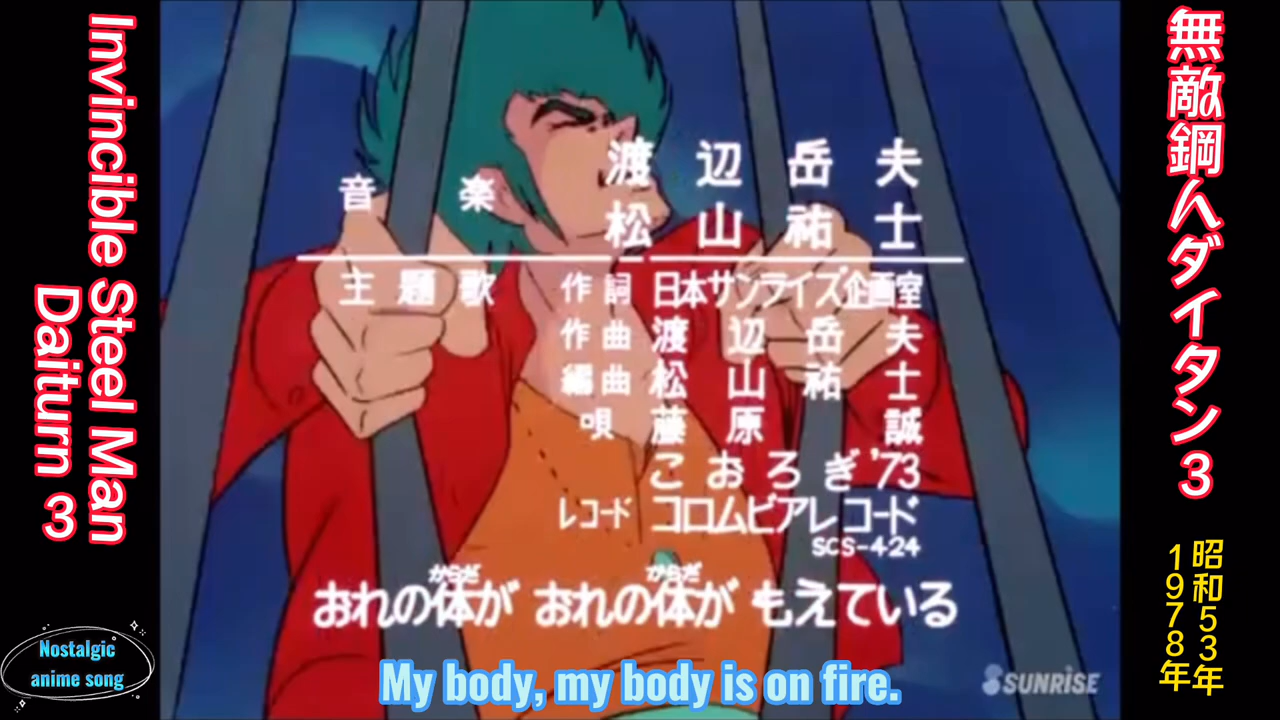 Invincible Steel Man
Daiturn 3
無敵鋼人ダイタン3
昭和53年
1978年
音楽 渡辺岳夫
松山祐士
主題歌 作詞 日本サンライズ企画室
作曲 渡辺岳夫
編曲 松山祐士
唄 藤原 誠
こおろぎ'73
レコード コロムビアレコード
SCS-424
からだ からだ
おれの体が おれの体が もえている
My body, my body is on fire.
Nostalgic
anime song
SUNRISE